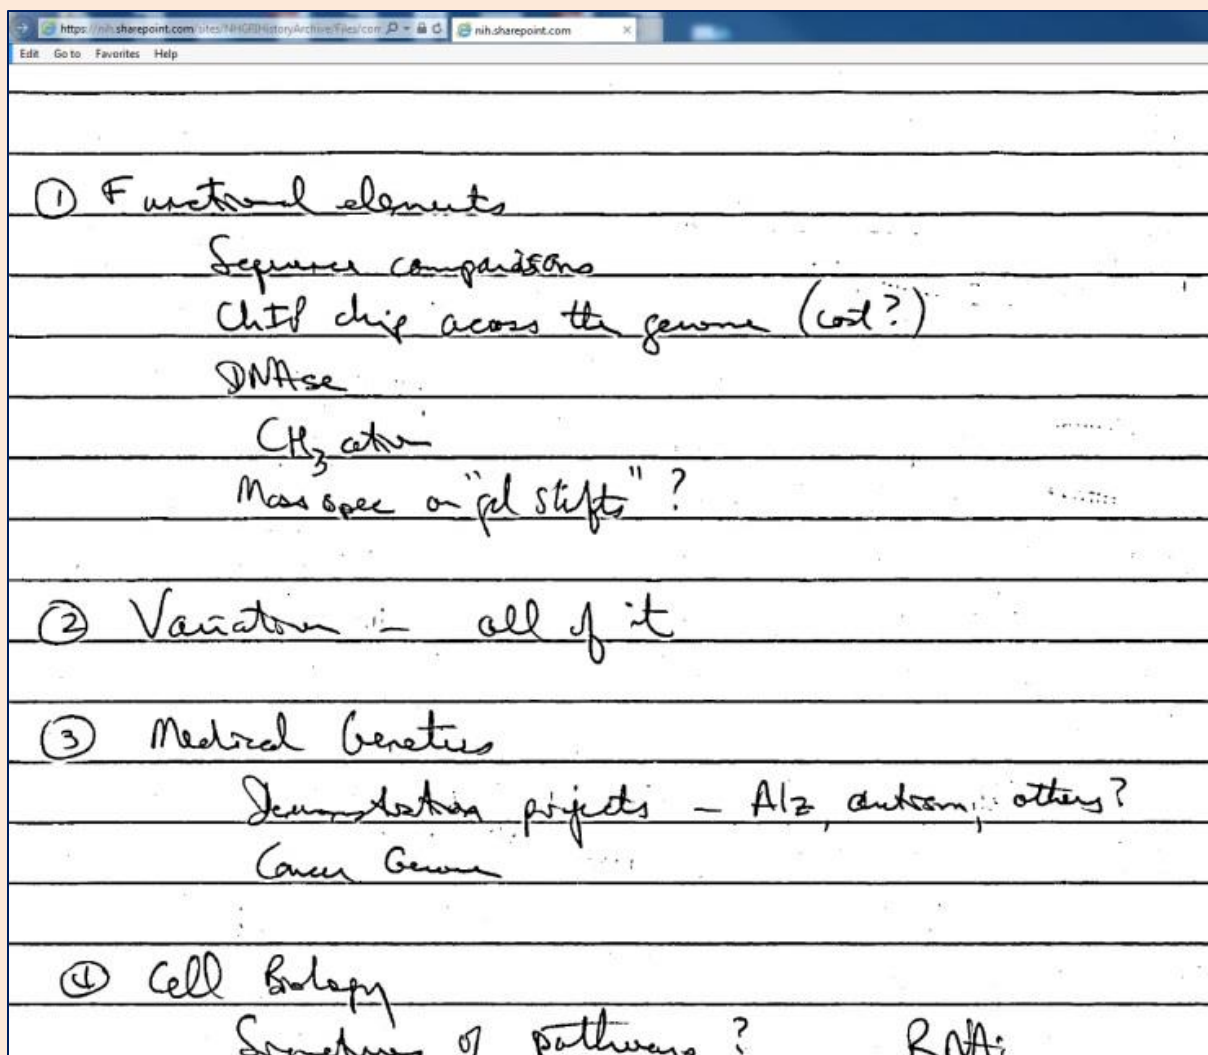 https://nih.sharepoint.com/sites/NHGRIHistoryArchive/Files/corr
nih.sharepoint.com
Edit Go to Favorites Help
① Functional elements
Sequence comparisons
ChIP chip across the genome (cost?)
DNAse
CH3 ation
Mass spec on "gel shifts" ?
② Variation - all of it
③ Medical Genetics
Demonstration projects - Alz, autism, others?
Cancer Genome
④ Cell Biology
of pathways ? RNAi